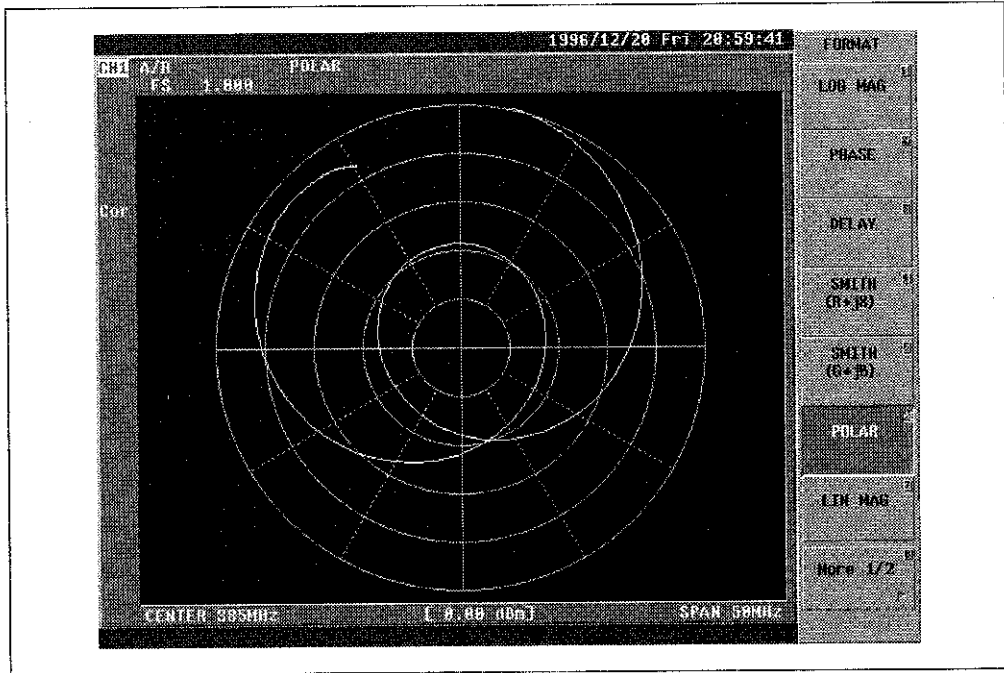 1996/12/20 Fri 20:59:41
CH1 A/R POLAR
FS 1.000
Cor
CENTER 385MHz [ 0.00 dBm] SPAN 50MHz
FORMAT
LOG MAG
PHASE
DELAY
SMITH
(R+jX)
SMITH
(G+jB)
POLAR
LIN MAG
More 1/2